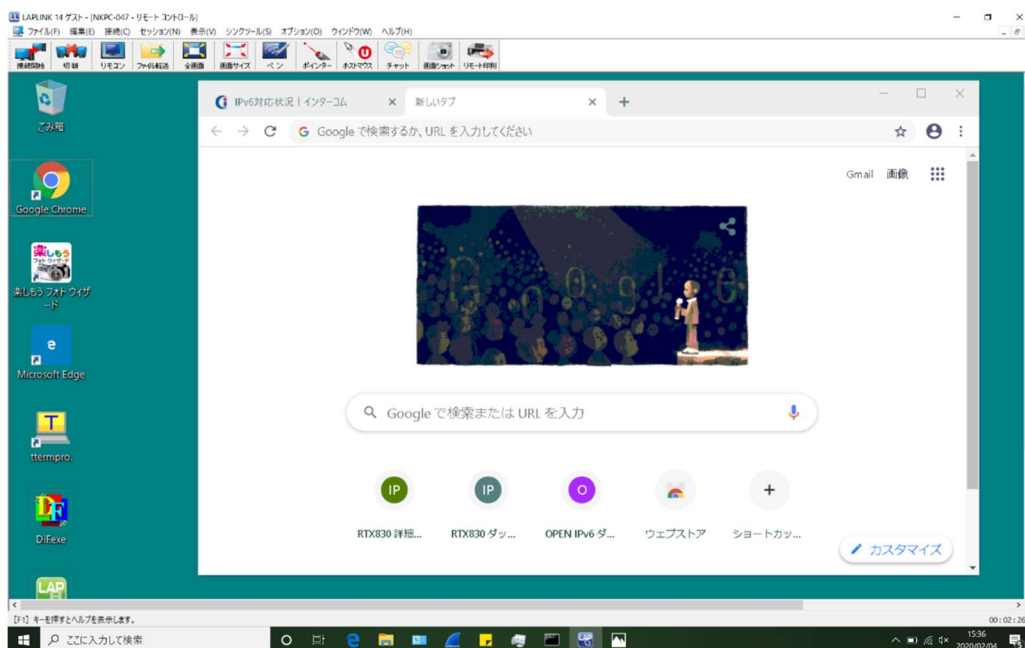 LAPLINK 14 ゲスト - [NKPC-047 - リモート コントロール]
ファイル(F) 編集(E) 接続(C) セッション(N) 表示(V) シンクツール(S) オプション(O) ウィンドウ(W) ヘルプ(H)
接続開始 切断 リモコン ファイル転送 全画面 画面サイズ ペン ポインター ホストマウス チャット 画面ショット リモート印刷
ごみ箱
Google Chrome
楽しもう フォト ウィザード
Microsoft Edge
ttermpro.
DiFexe
LAP
IPv6対応状況 | インターコム
新しいタブ
Google で検索するか、URL を入力してください
Gmail 画像
Google
Google で検索または URL を入力
IP IP O
RTX830 詳細... RTX830 ダッ... OPEN IPv6 ダ... ウェブストア ショートカッ...
カスタマイズ
[F1] キーを押すとヘルプを表示します。
00:02:26
ここに入力して検索
15:36
2020/02/04